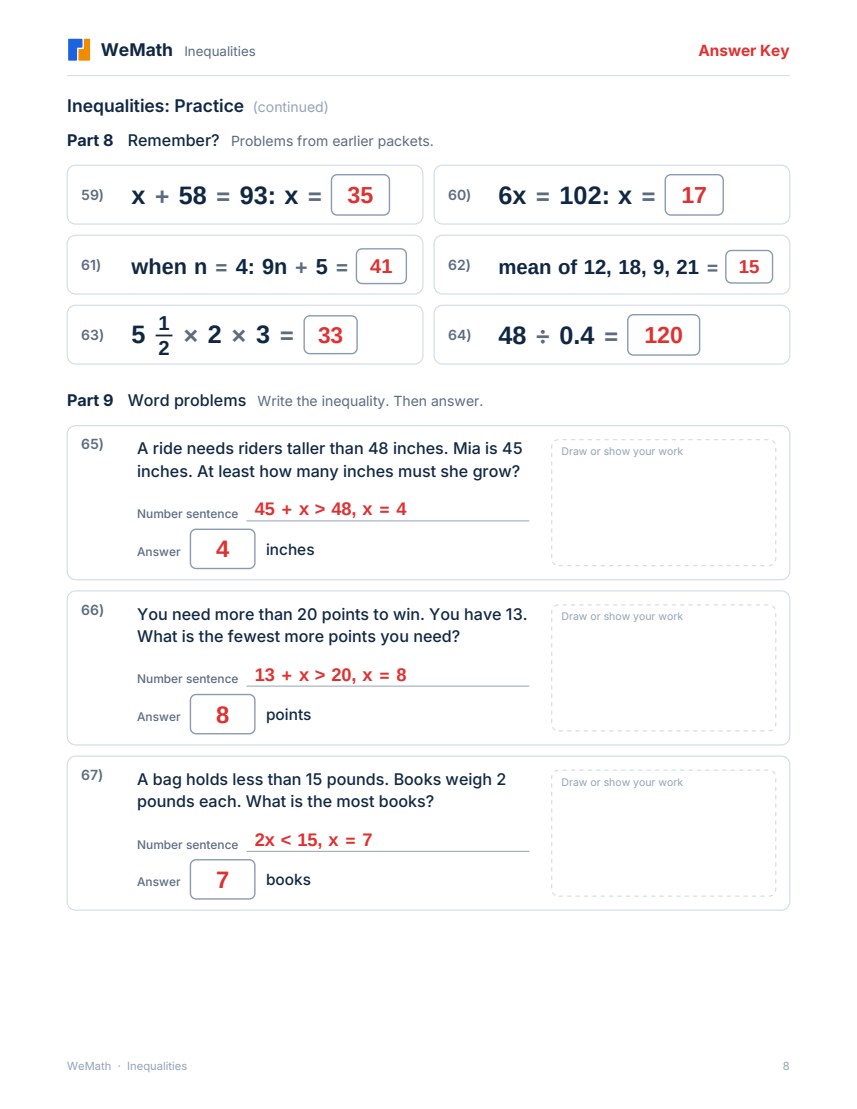 WeMath Inequalities Answer Key
Inequalities: Practice (continued)
Part 8 Remember? Problems from earlier packets.
59) x + 58 = 93: x = 35
60) 6x = 102: x = 17
61) when n = 4: 9n + 5 = 41
62) mean of 12, 18, 9, 21 = 15
63) 5 1/2 × 2 × 3 = 33
64) 48 ÷ 0.4 = 120
Part 9 Word problems Write the inequality. Then answer.
65) A ride needs riders taller than 48 inches. Mia is 45
inches. At least how many inches must she grow?
Number sentence 45 + x > 48, x = 4
Answer 4 inches
Draw or show your work
66) You need more than 20 points to win. You have 13.
What is the fewest more points you need?
Number sentence 13 + x > 20, x = 8
Answer 8 points
Draw or show your work
67) A bag holds less than 15 pounds. Books weigh 2
pounds each. What is the most books?
Number sentence 2x < 15, x = 7
Answer 7 books
Draw or show your work
WeMath · Inequalities 8